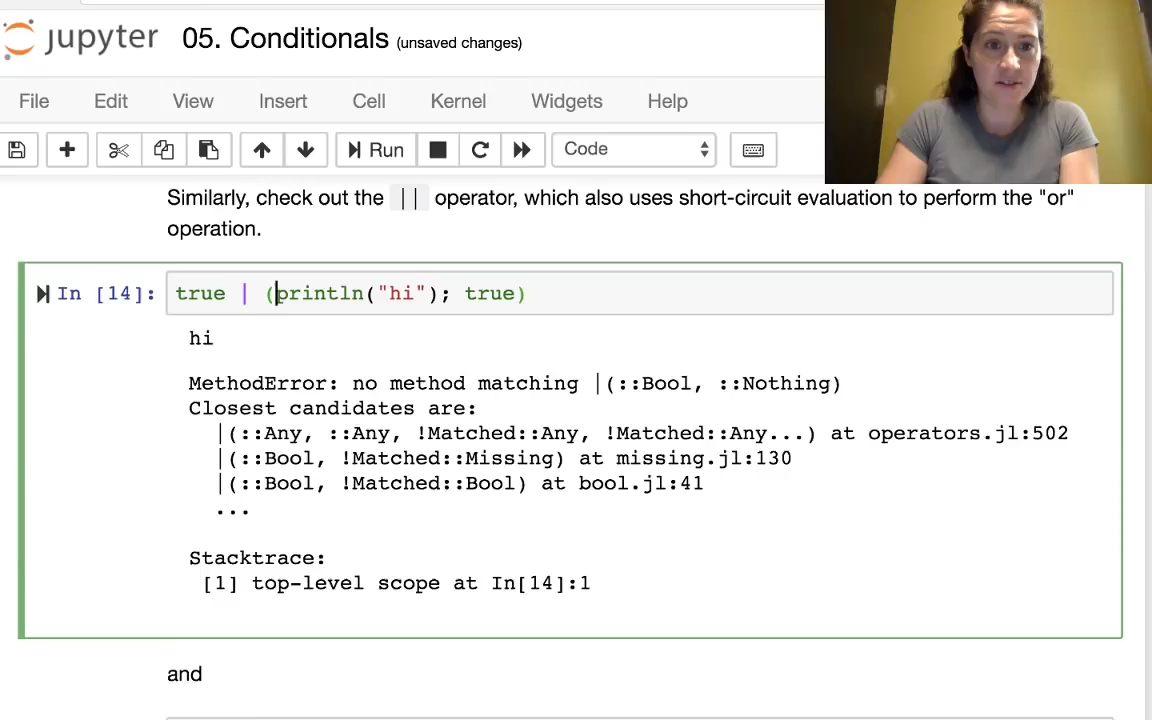 jupyter 05. Conditionals (unsaved changes)
File Edit View Insert Cell Kernel Widgets Help
Run Code
Similarly, check out the || operator, which also uses short-circuit evaluation to perform the "or"
operation.
In [14]: true | (println("hi"); true)
hi
MethodError: no method matching |(::Bool, ::Nothing)
Closest candidates are:
|(::Any, ::Any, !Matched::Any, !Matched::Any...) at operators.jl:502
|(::Bool, !Matched::Missing) at missing.jl:130
|(::Bool, !Matched::Bool) at bool.jl:41
...
Stacktrace:
[1] top-level scope at In[14]:1
and